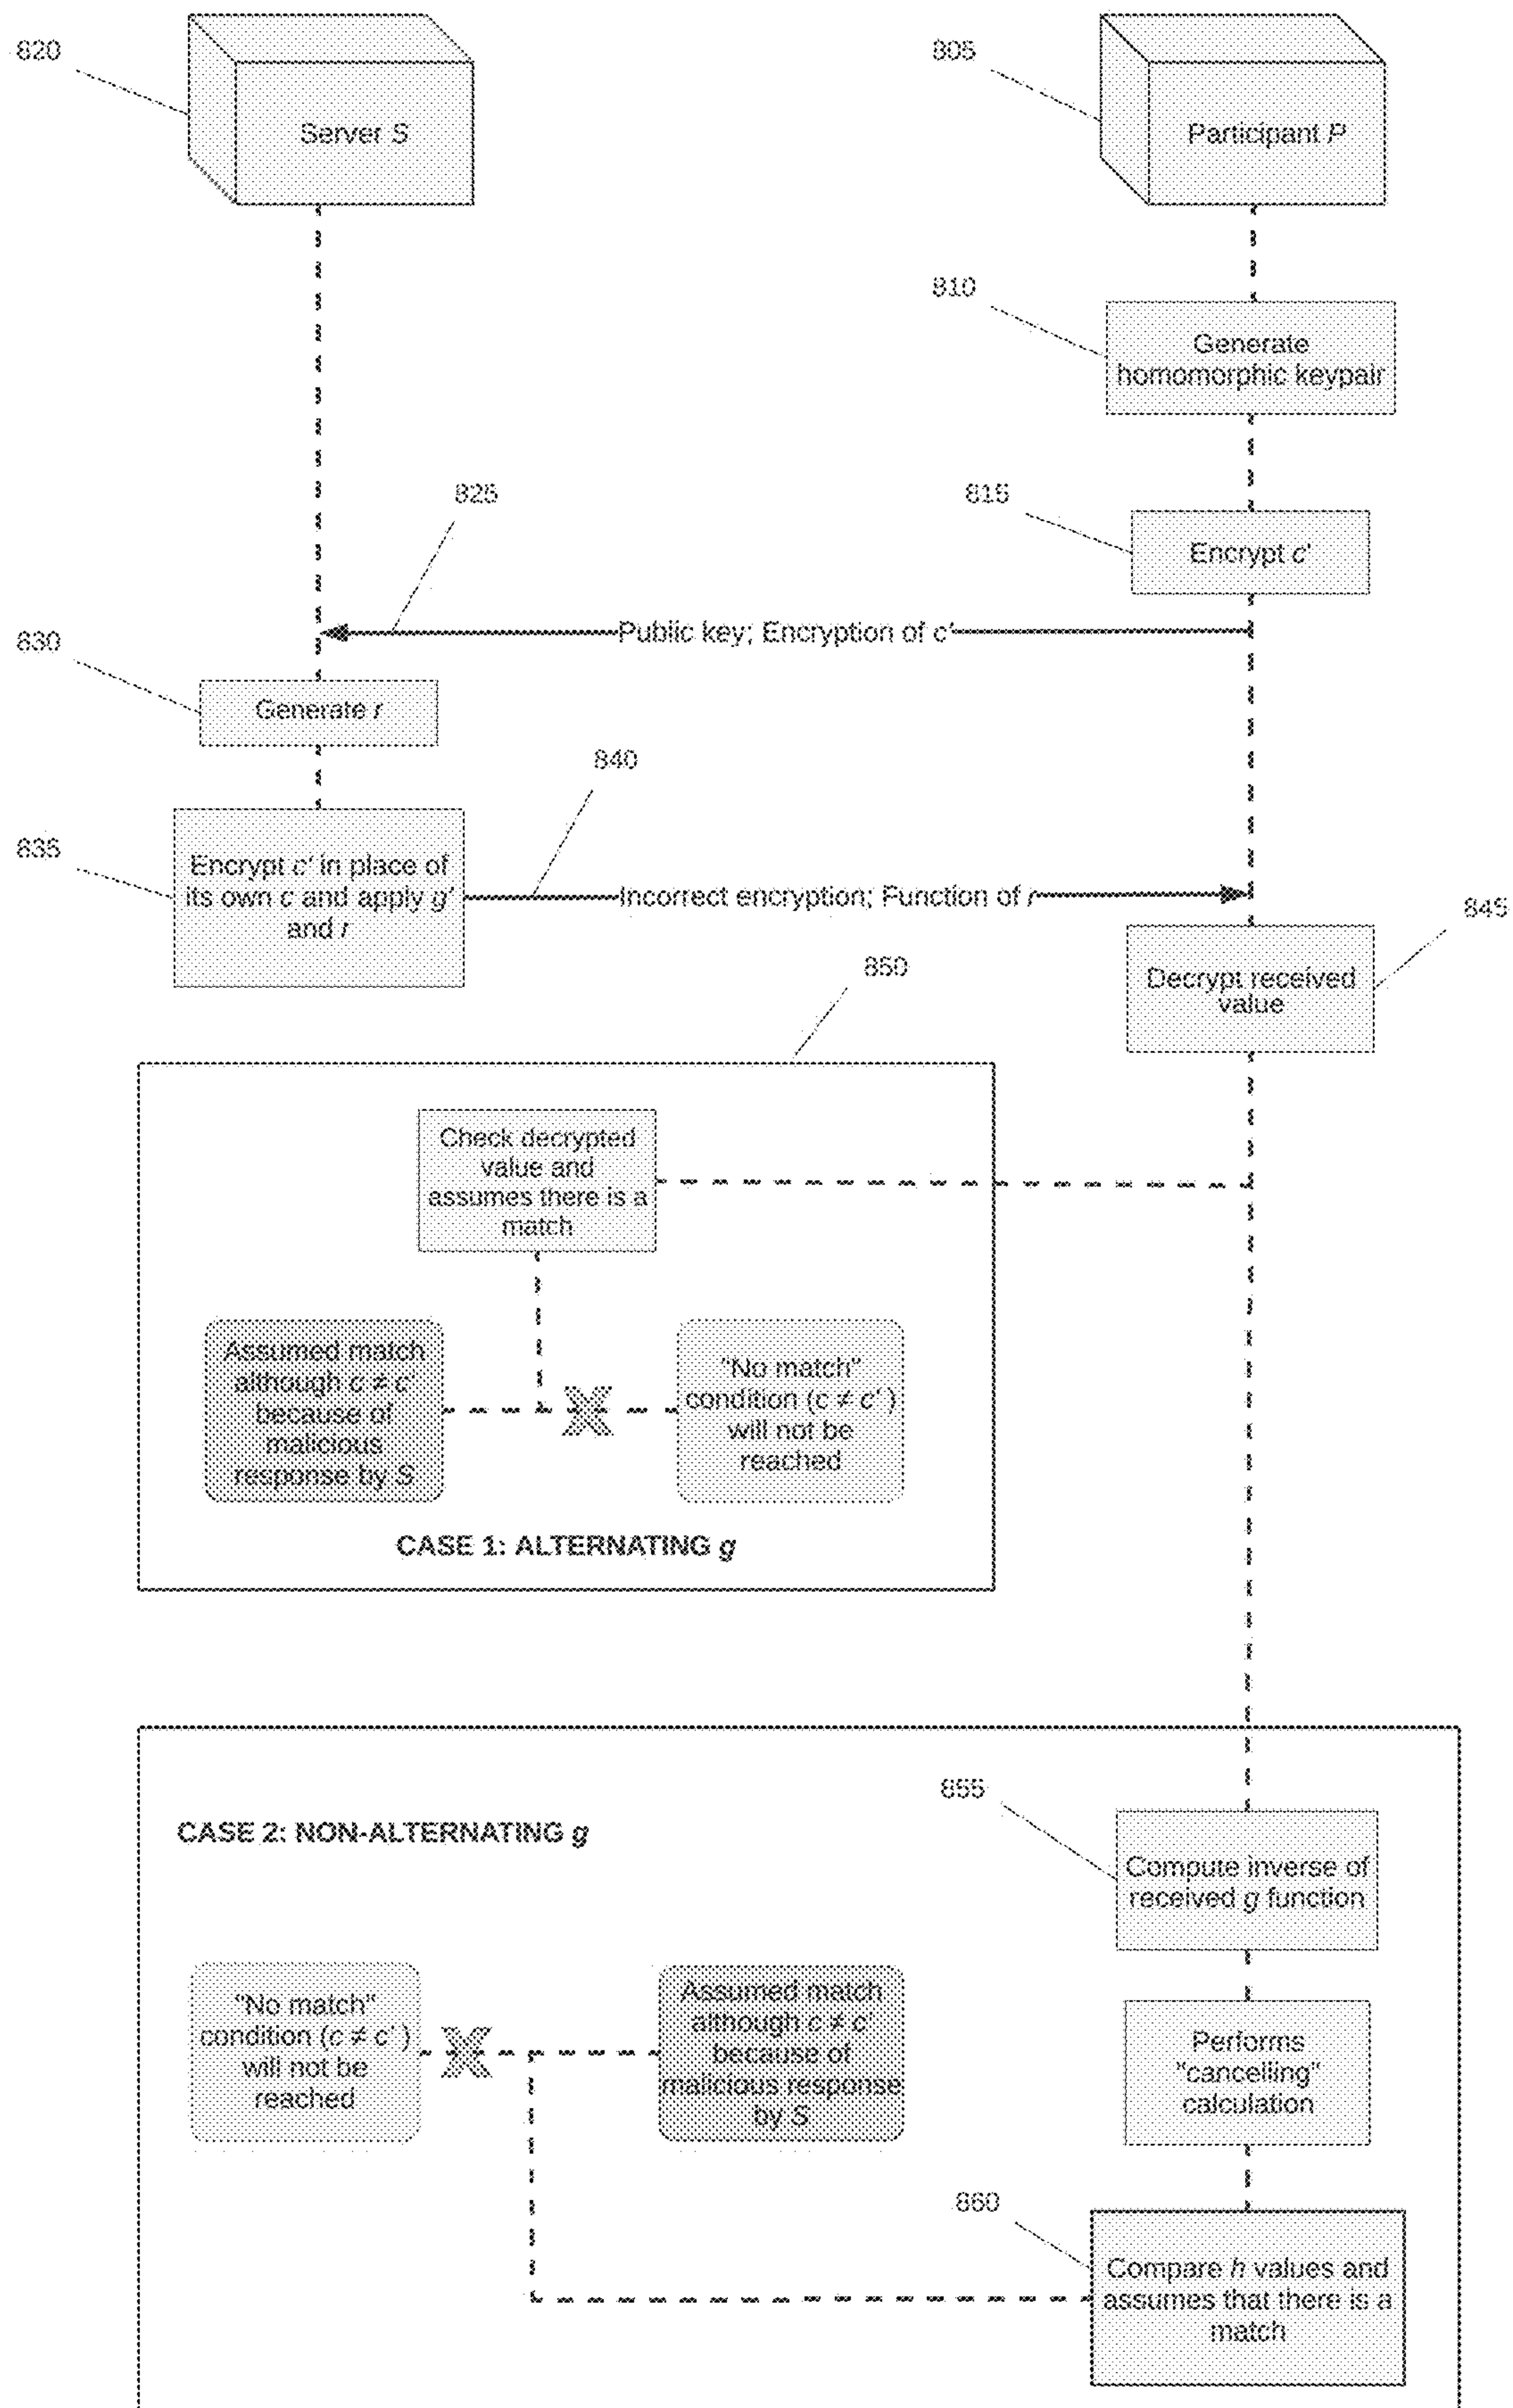 820
Server S
805
Participant P
810
Generate
homomorphic keypair
825
815
Encrypt c'
Public key; Encryption of c'
830
Generate r
840
835
Encrypt c' in place of
its own c and apply g'
and r
Incorrect encryption; Function of r
845
Decrypt received
value
850
Check decrypted
value and
assumes there is a
match
Assumed match
although c ≠ c'
because of
malicious
response by S
"No match"
condition (c ≠ c' )
will not be
reached
CASE 1: ALTERNATING g
CASE 2: NON-ALTERNATING g
855
Compute inverse of
received g function
"No match"
condition (c ≠ c' )
will not be
reached
Assumed match
although c ≠ c'
because of
malicious response
by S
Performs
"cancelling"
calculation
860
Compare h values and
assumes that there is a
match